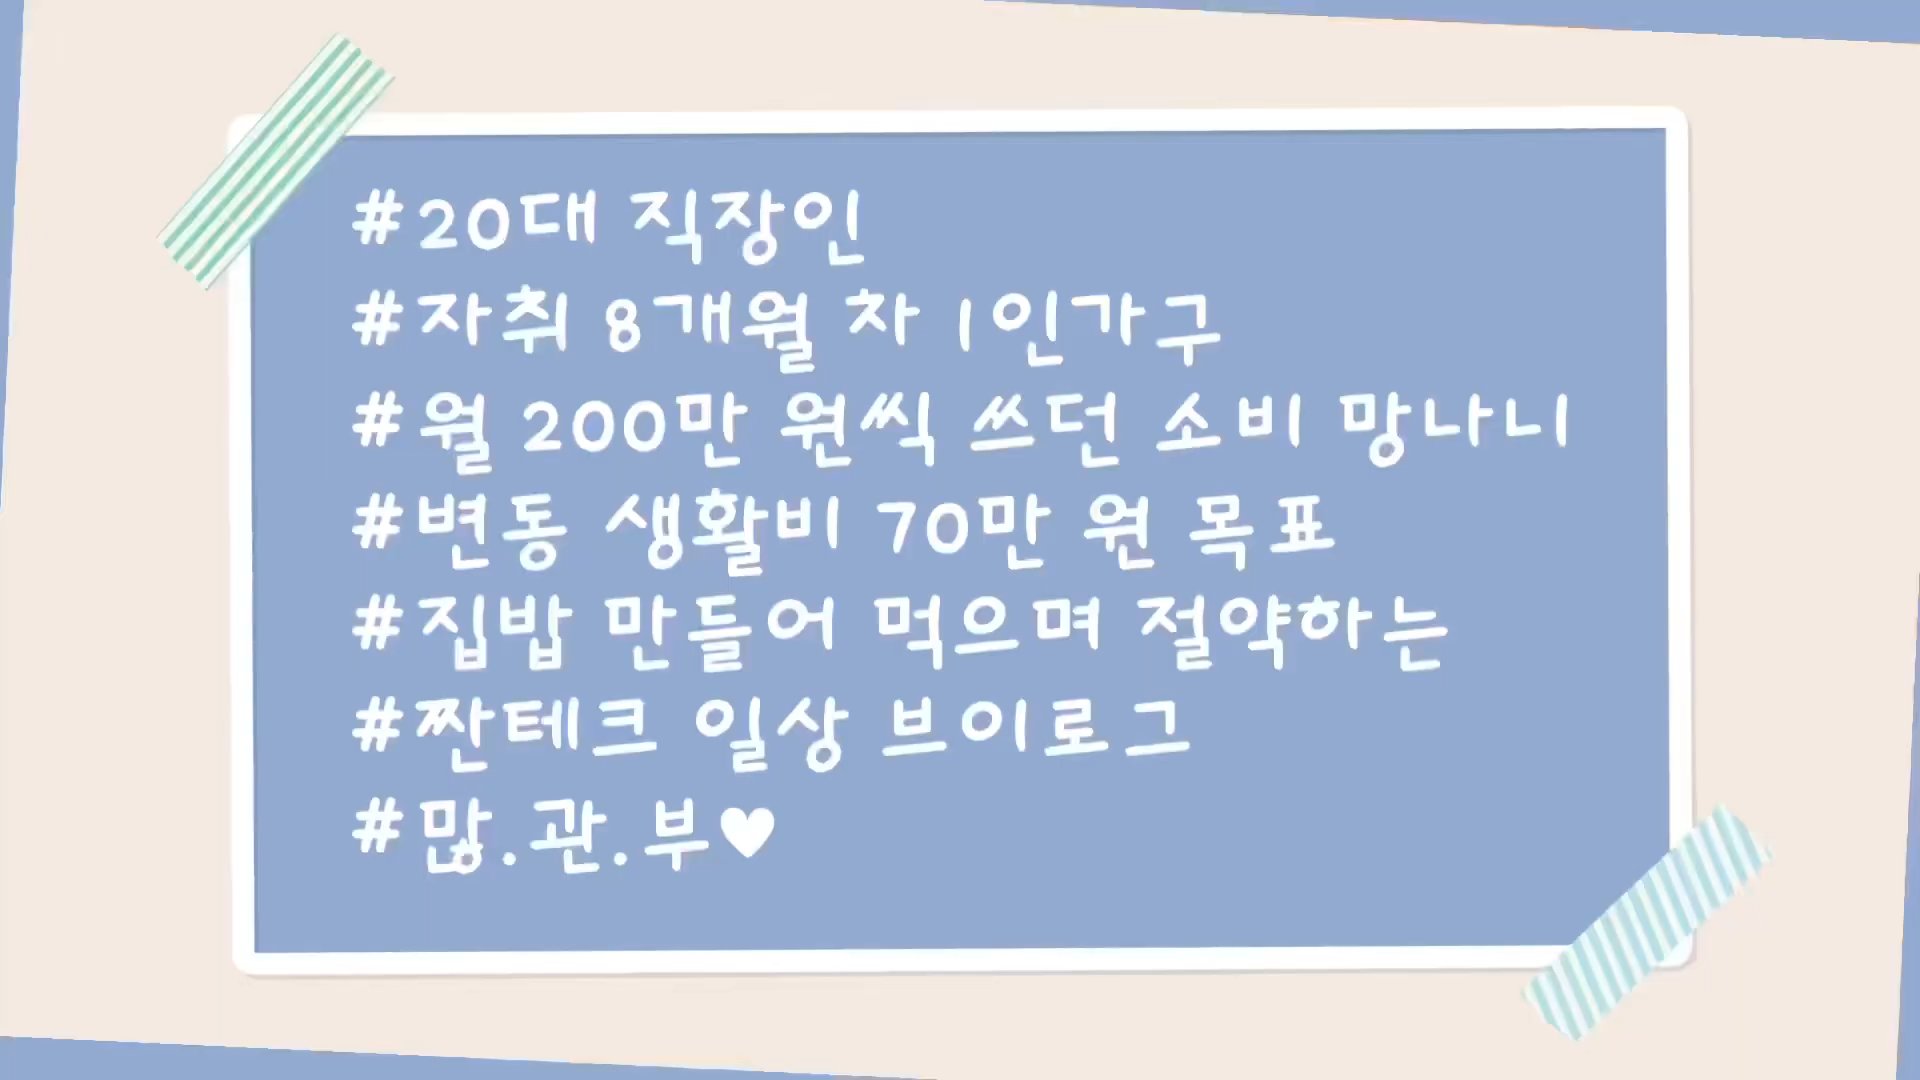 #20대 직장인
#자취 8개월 차 1인가구
#월 200만 원씩 쓰던 소비 망나니
#변동 생활비 70만 원 목표
#집밥 만들어 먹으며 절약하는
#짠테크 일상 브이로그
#많.관.부♥